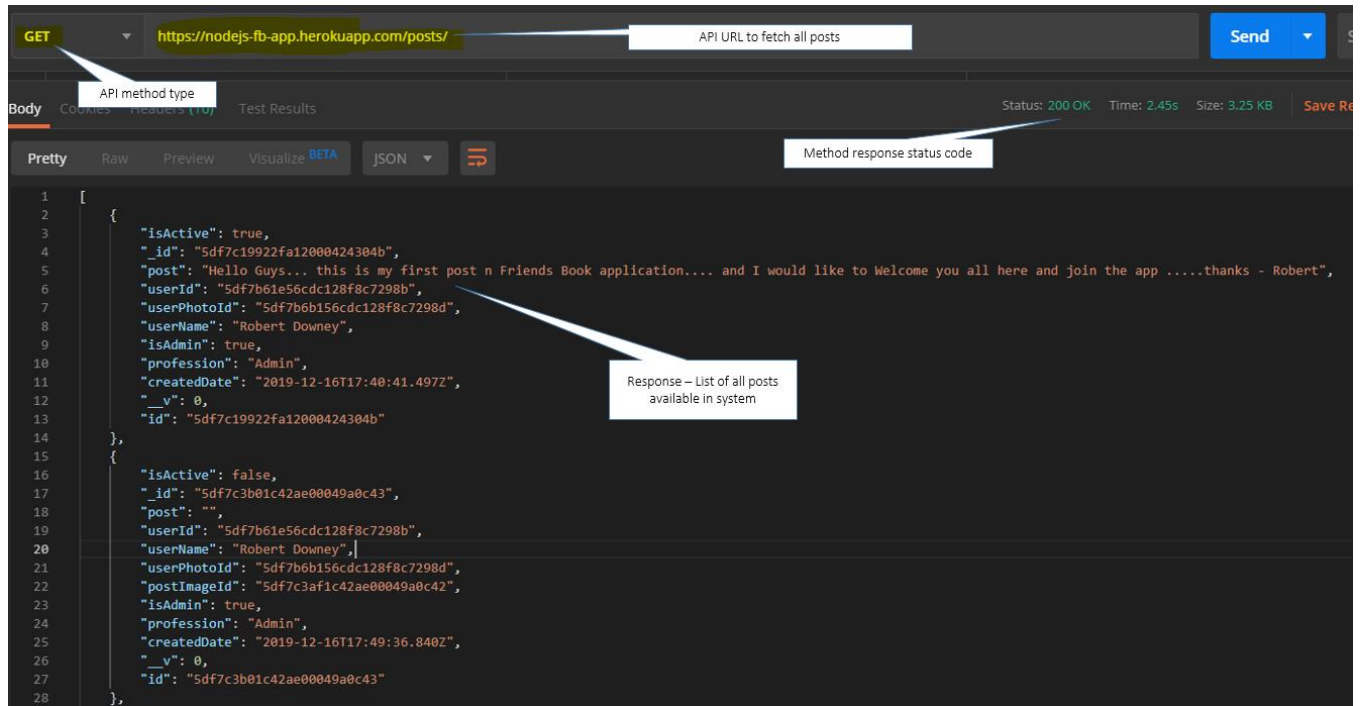 GET
https://nodejs-fb-app.herokuapp.com/posts/
API URL to fetch all posts
Send
API method type
Body Cookies Headers (10) Test Results
Status: 200 OK Time: 2.45s Size: 3.25 KB Save Re
Method response status code
Pretty Raw Preview Visualize BETA JSON
1 [
2 {
3 "isActive": true,
4 "_id": "5df7c19922fa12000424304b",
5 "post": "Hello Guys... this is my first post n Friends Book application.... and I would like to Welcome you all here and join the app .....thanks - Robert",
6 "userId": "5df7b61e56cdc128f8c7298b",
7 "userPhotoId": "5df7b6b156cdc128f8c7298d",
8 "userName": "Robert Downey",
9 "isAdmin": true,
10 "profession": "Admin",
11 "createdDate": "2019-12-16T17:40:41.497Z",
12 "__v": 0,
13 "id": "5df7c19922fa12000424304b"
Response – List of all posts
available in system
14 },
15 {
16 "isActive": false,
17 "_id": "5df7c3b01c42ae00049a0c43",
18 "post": "",
19 "userId": "5df7b61e56cdc128f8c7298b",
20 "userName": "Robert Downey",
21 "userPhotoId": "5df7b6b156cdc128f8c7298d",
22 "postImageId": "5df7c3af1c42ae00049a0c42",
23 "isAdmin": true,
24 "profession": "Admin",
25 "createdDate": "2019-12-16T17:49:36.840Z",
26 "__v": 0,
27 "id": "5df7c3b01c42ae00049a0c43"
28 },